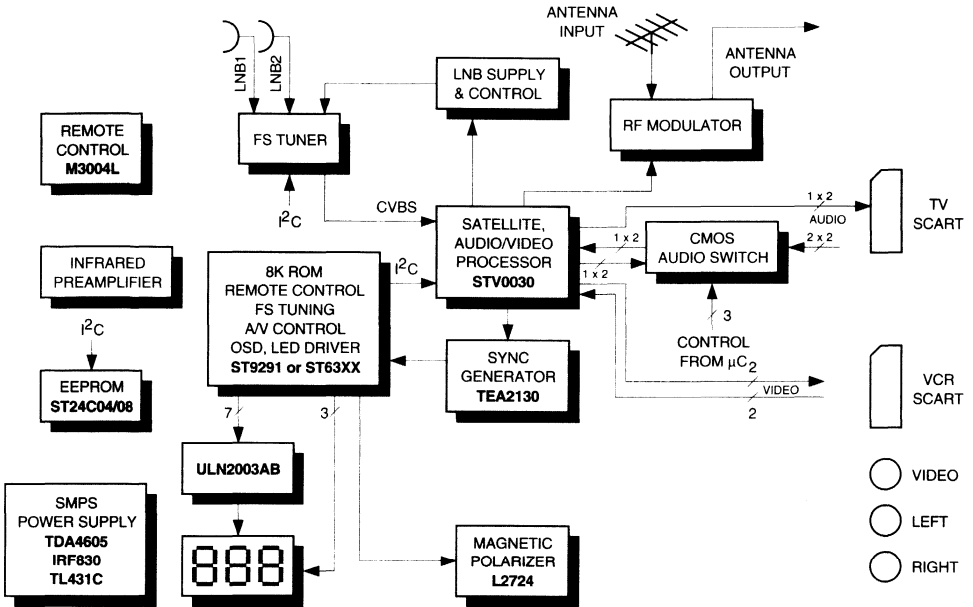 LNB1
LNB2
ANTENNA
INPUT
ANTENNA
OUTPUT
LNB SUPPLY
& CONTROL
REMOTE
CONTROL
M3004L
FS TUNER
RF MODULATOR
I²C
CVBS
SATELLITE,
AUDIO/VIDEO
PROCESSOR
STV0030
1 x 2
AUDIO
TV
SCART
1 x 2
1 x 2
2 x 2
CMOS
AUDIO SWITCH
INFRARED
PREAMPLIFIER
8K ROM
REMOTE CONTROL
FS TUNING
A/V CONTROL
OSD, LED DRIVER
ST9291 or ST63XX
I²C
3
CONTROL
FROM µC
I²C
EEPROM
ST24C04/08
SYNC
GENERATOR
TEA2130
2
VIDEO
2
VCR
SCART
7
3
ULN2003AB
VIDEO
LEFT
RIGHT
SMPS
POWER SUPPLY
TDA4605
IRF830
TL431C
888
MAGNETIC
POLARIZER
L2724